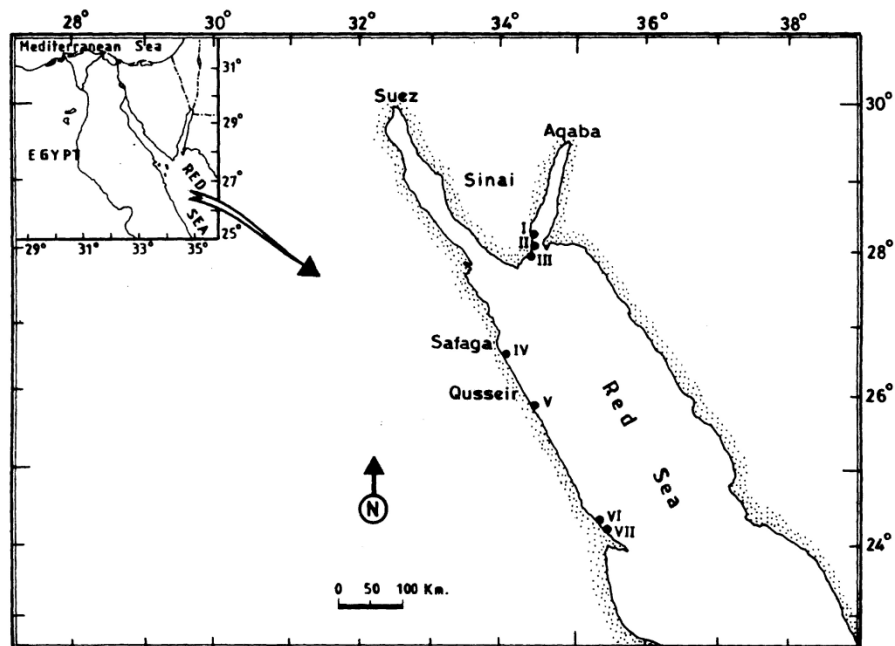 28° 30° 32° 34° 36° 38°
Mediterranean Sea
31°
29°
27°
25°
EGYPT
RED
SEA
29° 31° 33° 35°
Suez
Aqaba
Sinai
30°
28°
26°
24°
I
II
III
Safaga IV
Qusseir V
VI
VII
Red
Sea
N
0 50 100 Km.